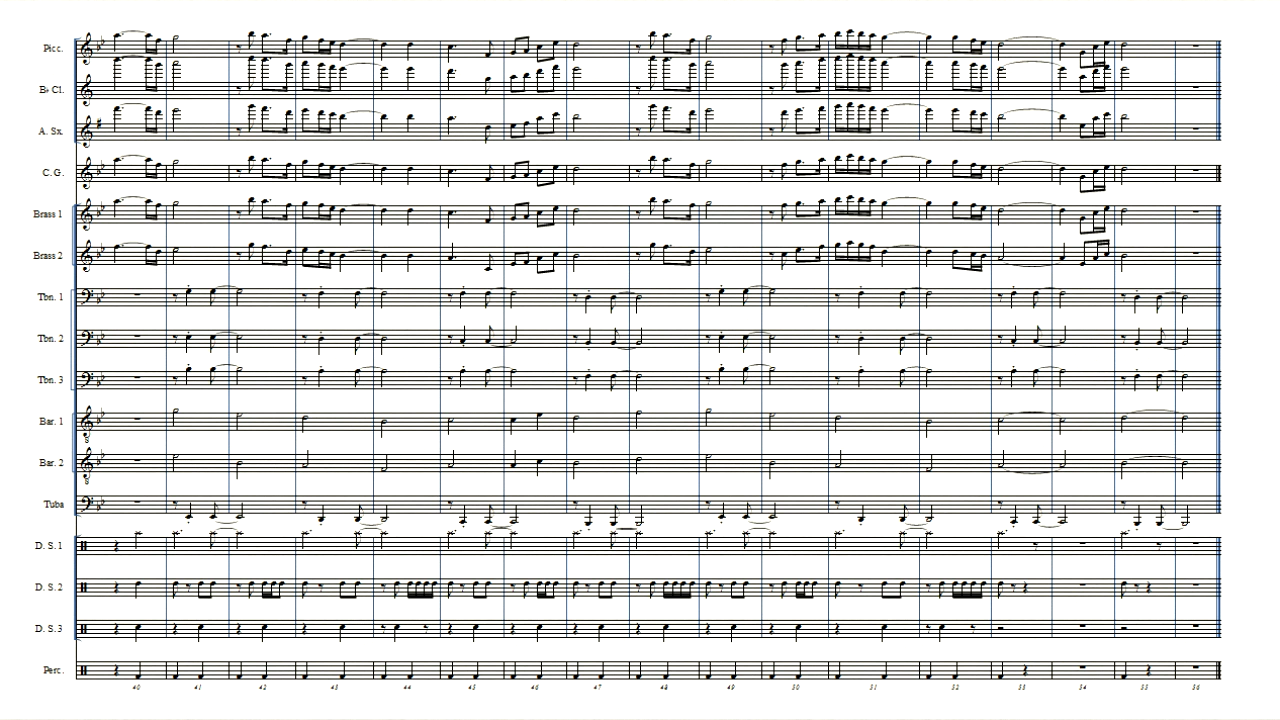 Picc.
B♭ Cl.
A. Sx.
C. G.
Brass 1
Brass 2
Tbn. 1
Tbn. 2
Tbn. 3
Bar. 1
8
Bar. 2
8
Tuba
D. S. 1
D. S. 2
D. S. 3
Perc.
40 41 42 43 44 45 46 47 48 49 50 51 52 53 54 55 56